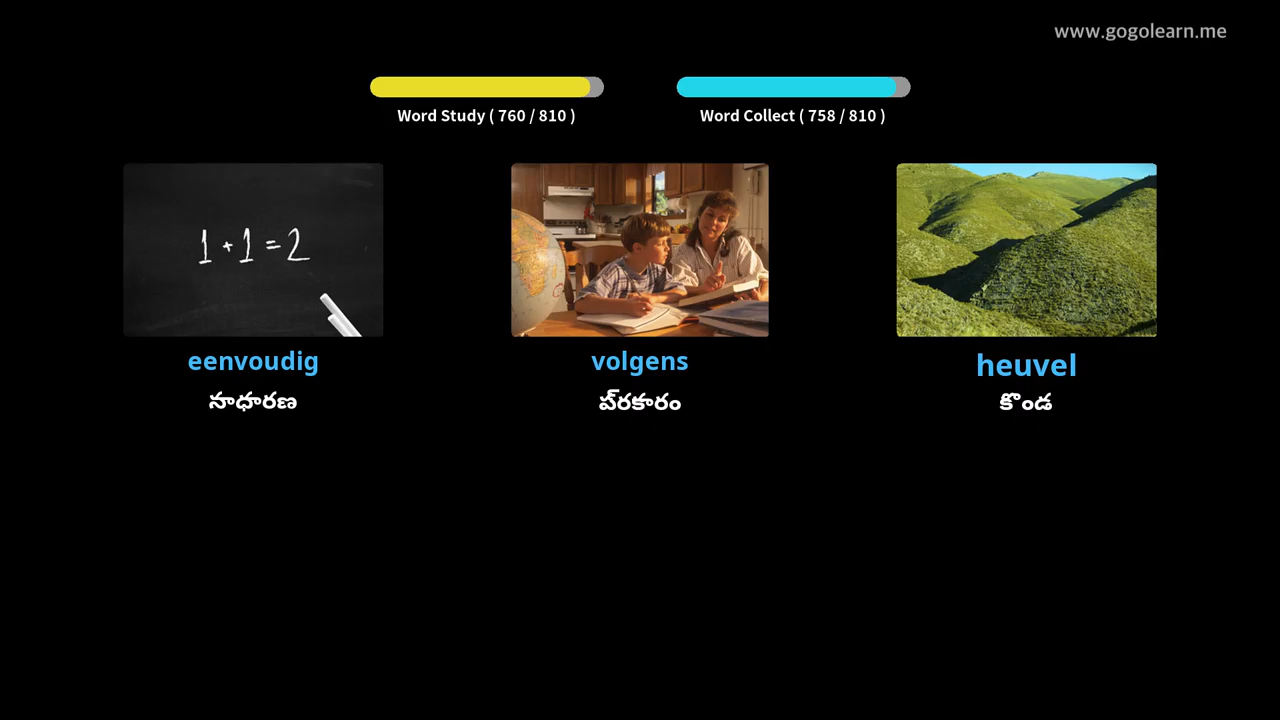 www.gogolearn.me
Word Study ( 760 / 810 )
Word Collect ( 758 / 810 )
1 + 1 = 2
eenvoudig
volgens
heuvel
సాధారణ
ప్రకారం
కొండ